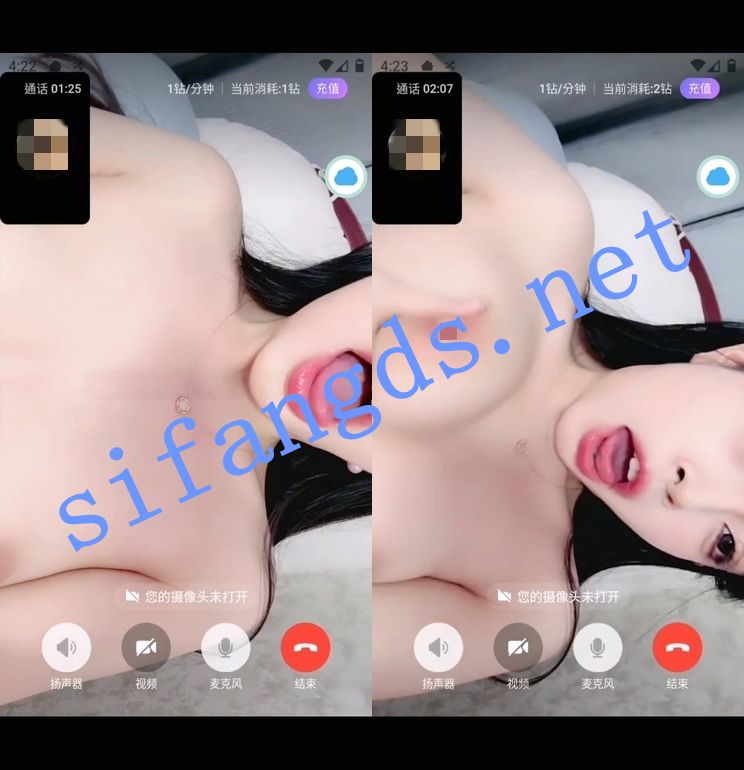 4:22
通话 01:25
1钻/分钟
当前消耗:1钻
充值
您的摄像头未打开
扬声器
视频
麦克风
结束
4:23
通话 02:07
1钻/分钟
当前消耗:2钻
充值
您的摄像头未打开
扬声器
视频
麦克风
结束
sifangds.net